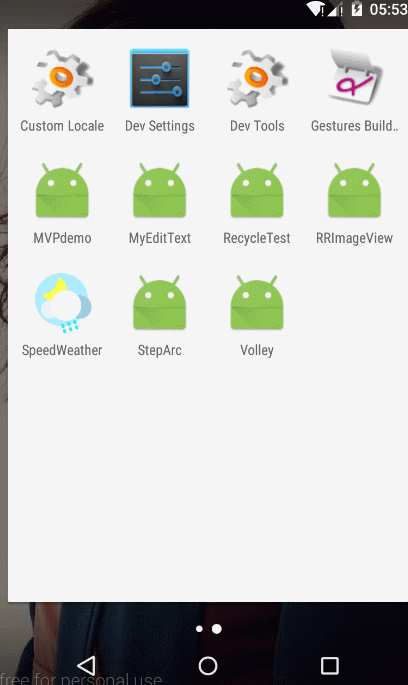 05:53
Custom Locale
Dev Settings
Dev Tools
Gestures Build..
MVPdemo
MyEditText
RecycleTest
RRImageView
SpeedWeather
StepArc
Volley
free for personal use